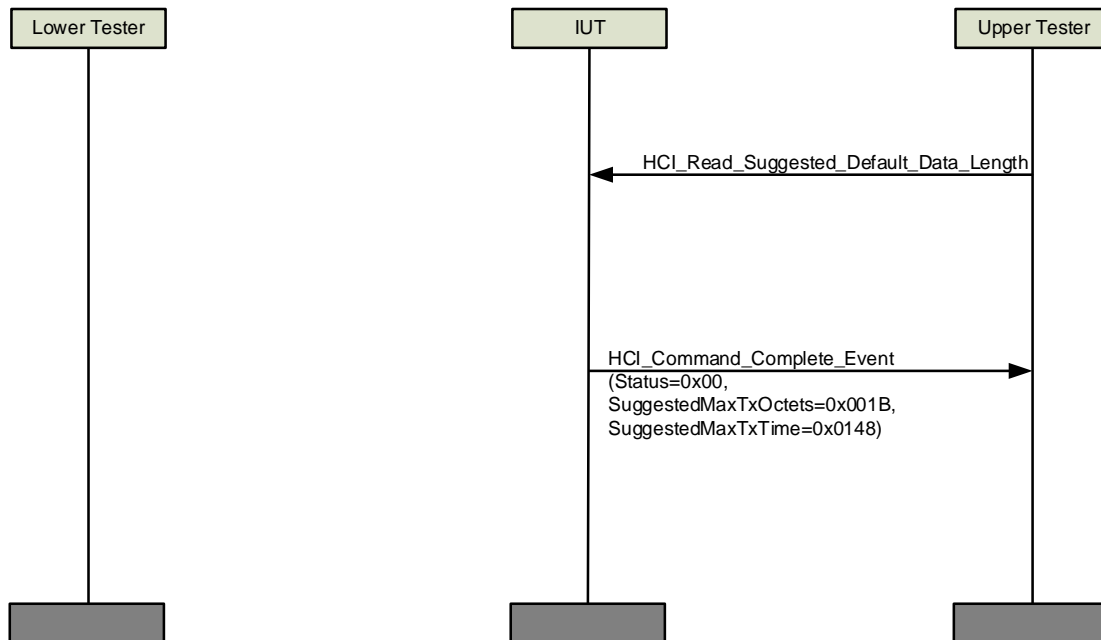 Lower Tester
IUT
Upper Tester
HCI_Read_Suggested_Default_Data_Length
HCI_Command_Complete_Event
(Status=0x00,
SuggestedMaxTxOctets=0x001B,
SuggestedMaxTxTime=0x0148)